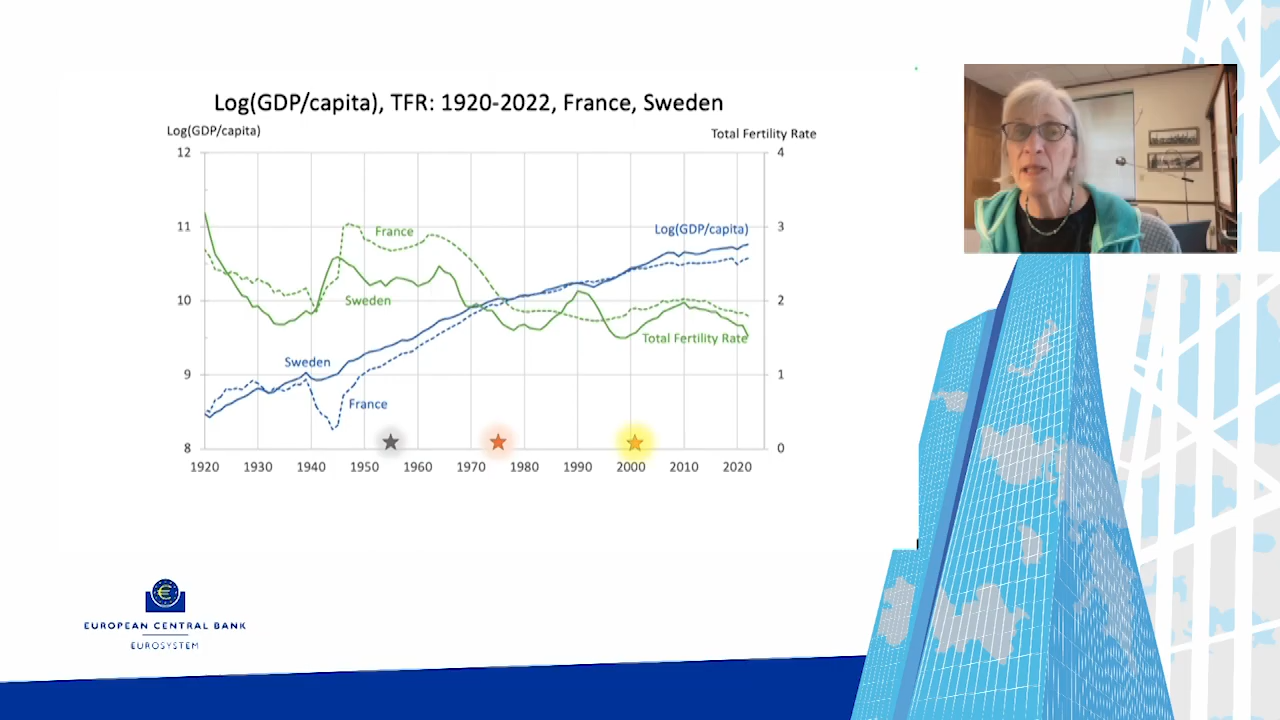 Log(GDP/capita), TFR: 1920-2022, France, Sweden
Log(GDP/capita)
Total Fertility Rate
12
4
11
3
France
Log(GDP/capita)
10
2
Sweden
Total Fertility Rate
Sweden
9
1
France
8
0
1920 1930 1940 1950 1960 1970 1980 1990 2000 2010 2020
EUROPEAN CENTRAL BANK
EUROSYSTEM